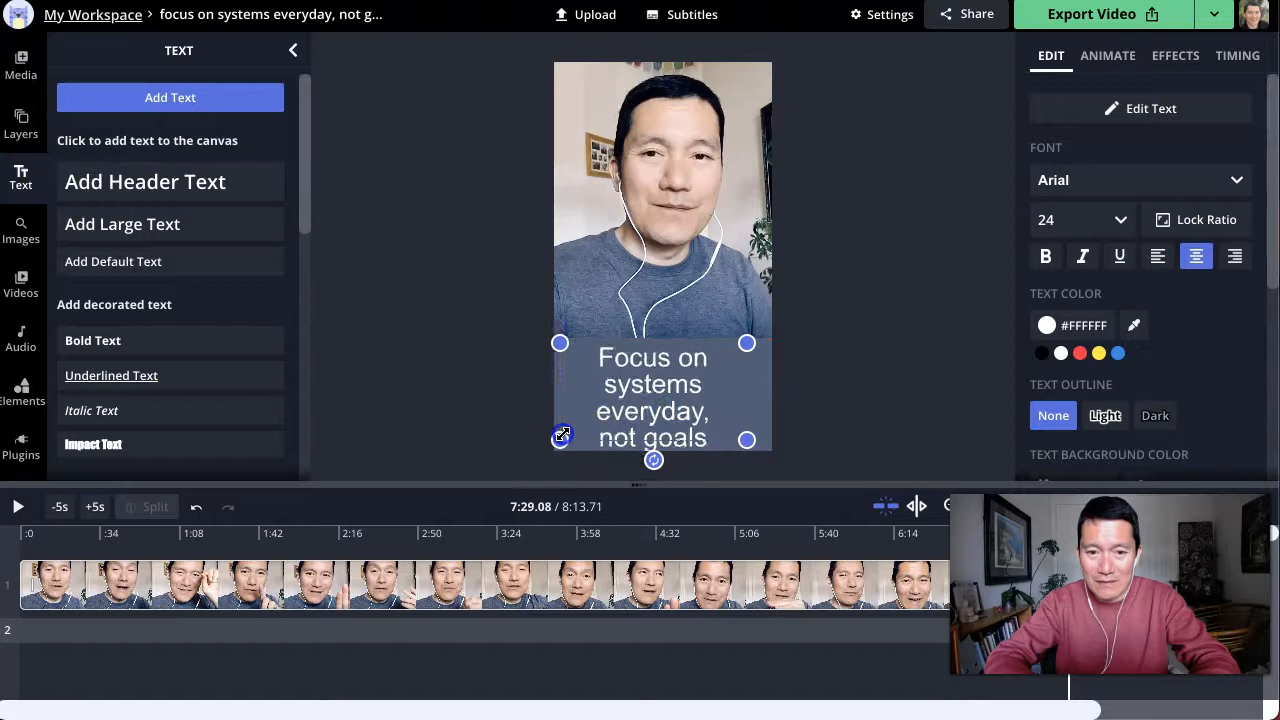 My Workspace > focus on systems everyday, not g...
Upload
Subtitles
Settings
Share
Export Video
Media
Layers
Text
Images
Videos
Audio
Elements
Plugins
TEXT
Add Text
Click to add text to the canvas
Add Header Text
Add Large Text
Add Default Text
Add decorated text
Bold Text
Underlined Text
Italic Text
Impact Text
Focus on
systems
everyday,
not goals
EDIT ANIMATE EFFECTS TIMING
Edit Text
FONT
Arial
24
Lock Ratio
B I U
TEXT COLOR
#FFFFFF
TEXT OUTLINE
None Light Dark
TEXT BACKGROUND COLOR
-5s +5s Split
7:29.08 / 8:13.71
:0 :34 1:08 1:42 2:16 2:50 3:24 3:58 4:32 5:06 5:40 6:14
1
2